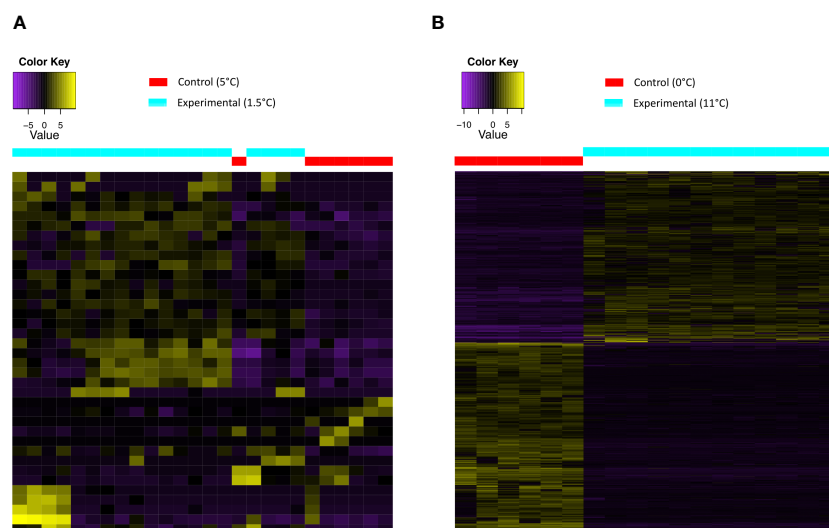 A
B
Color Key
Control (5°C)
Experimental (1.5°C)
−5 0 5
Value
Color Key
Control (0°C)
Experimental (11°C)
−10 0
Value